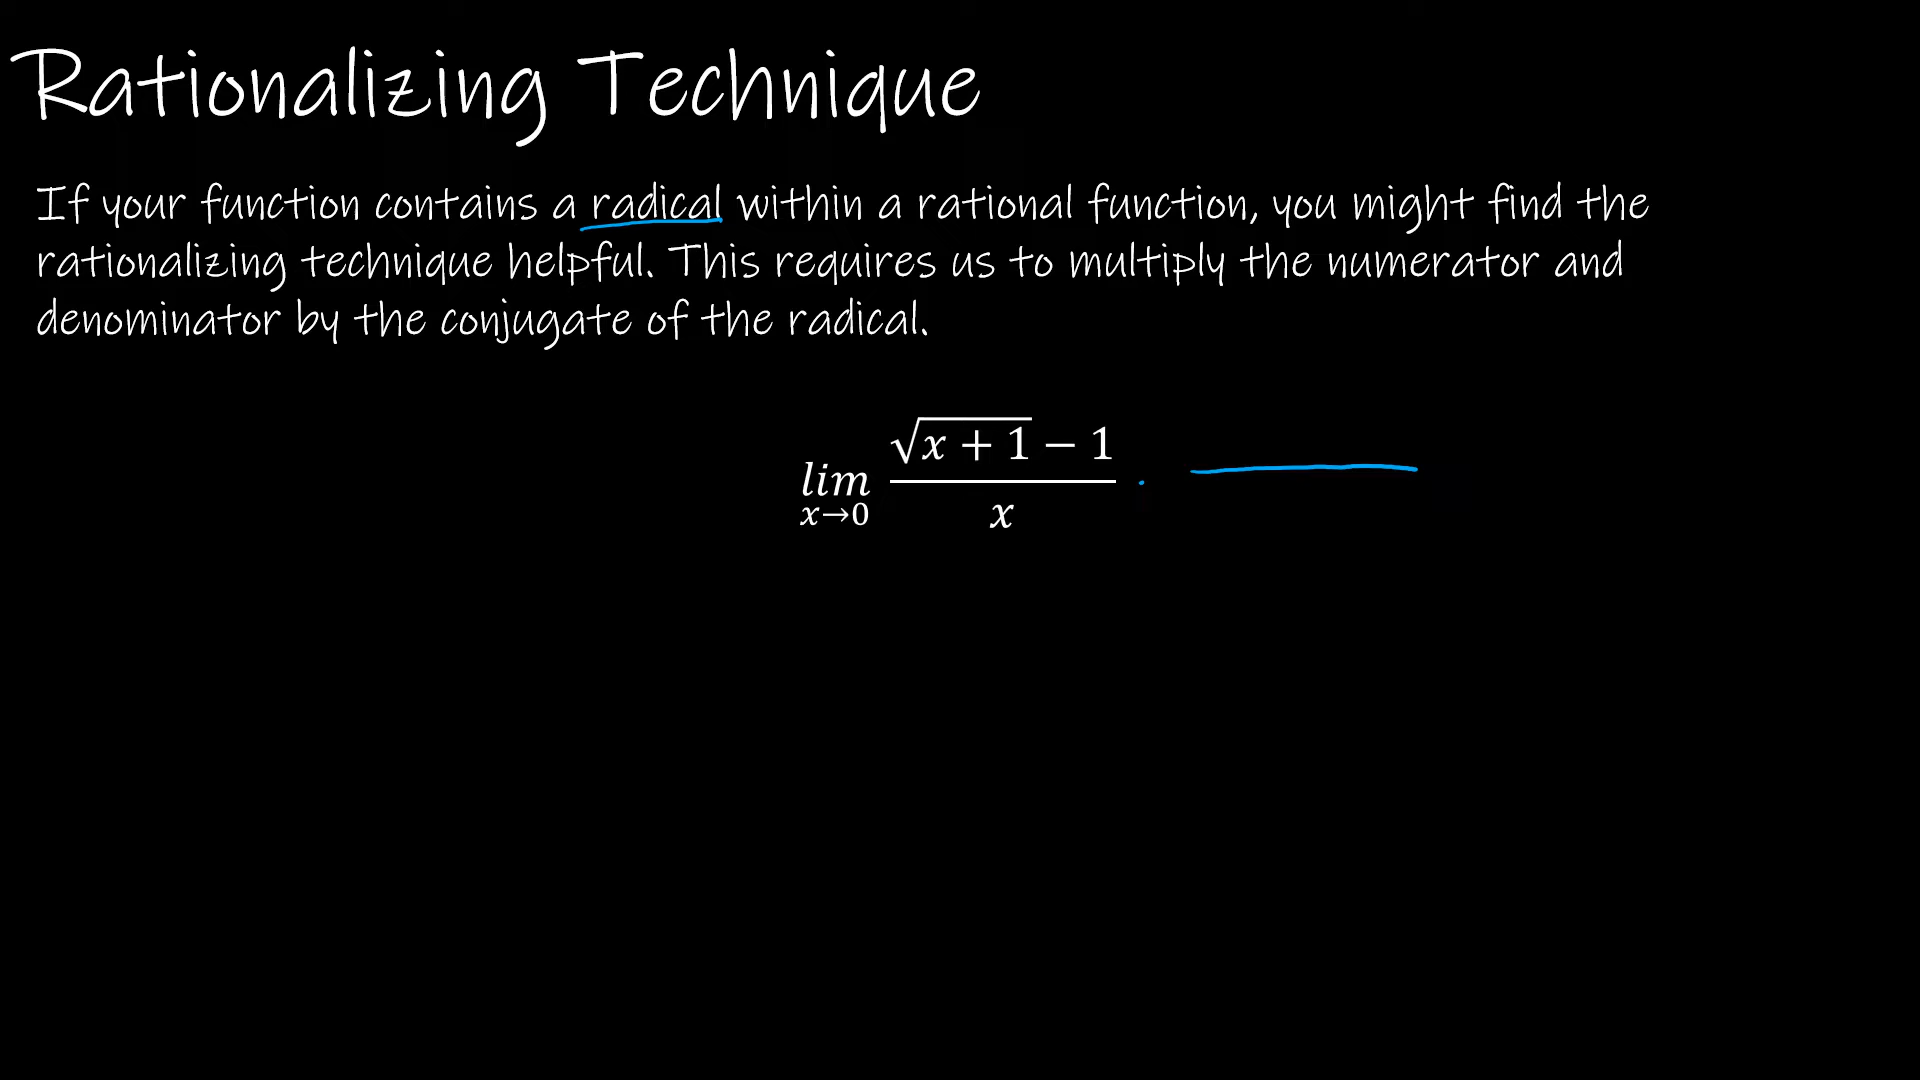 Rationalizing Technique
If your function contains a radical within a rational function, you might find the
rationalizing technique helpful. This requires us to multiply the numerator and
denominator by the conjugate of the radical.
√x + 1 − 1
lim
x→0
x
·